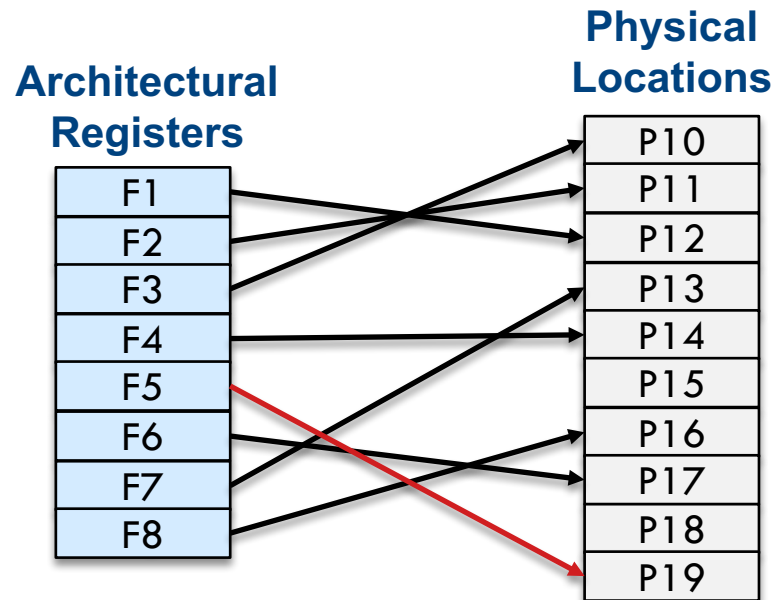 Architectural
Registers
F1
F2
F3
F4
F5
F6
F7
F8
Physical
Locations
P10
P11
P12
P13
P14
P15
P16
P17
P18
P19